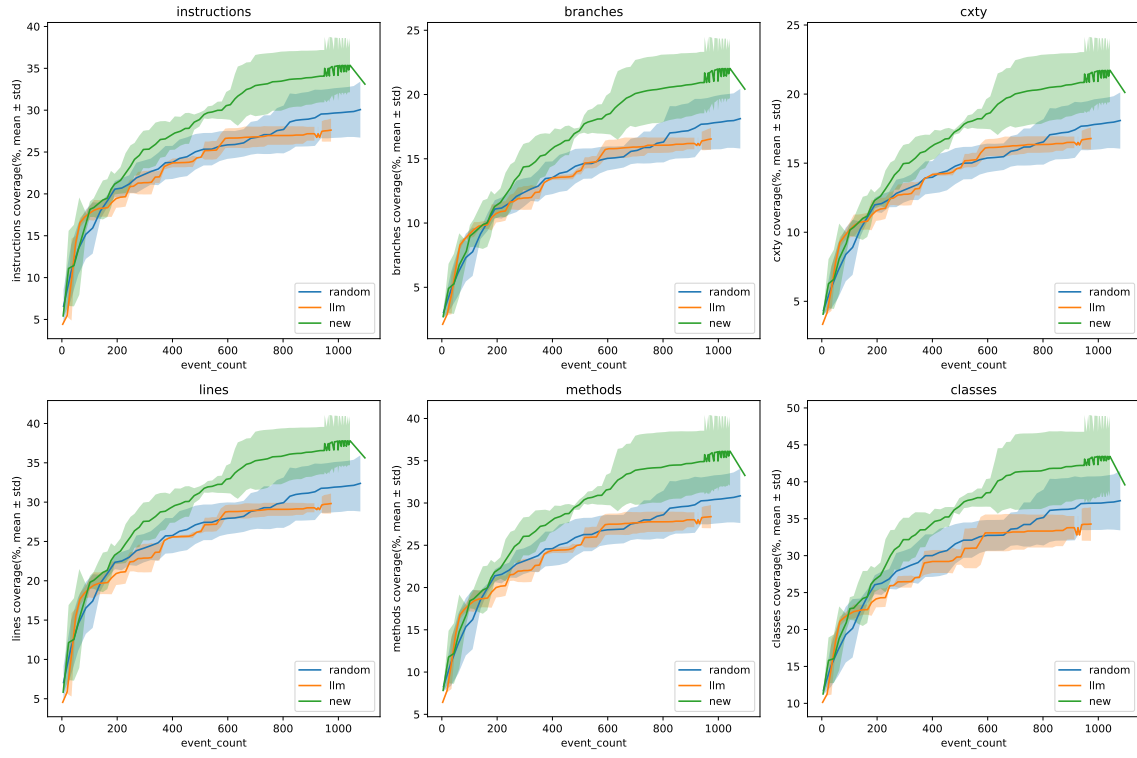 instructions
instructions coverage(%, mean ± std)
40
35
30
25
20
15
10
5
0 200 400 600 800 1000
event_count
random
llm
new
branches
branches coverage(%, mean ± std)
25
20
15
10
5
0 200 400 600 800 1000
event_count
random
llm
new
cxty
cxty coverage(%, mean ± std)
25
20
15
10
5
0 200 400 600 800 1000
event_count
random
llm
new
lines
lines coverage(%, mean ± std)
40
35
30
25
20
15
10
5
0 200 400 600 800 1000
event_count
random
llm
new
methods
methods coverage(%, mean ± std)
40
35
30
25
20
15
10
5
0 200 400 600 800 1000
event_count
random
llm
new
classes
classes coverage(%, mean ± std)
50
45
40
35
30
25
20
15
10
0 200 400 600 800 1000
event_count
random
llm
new